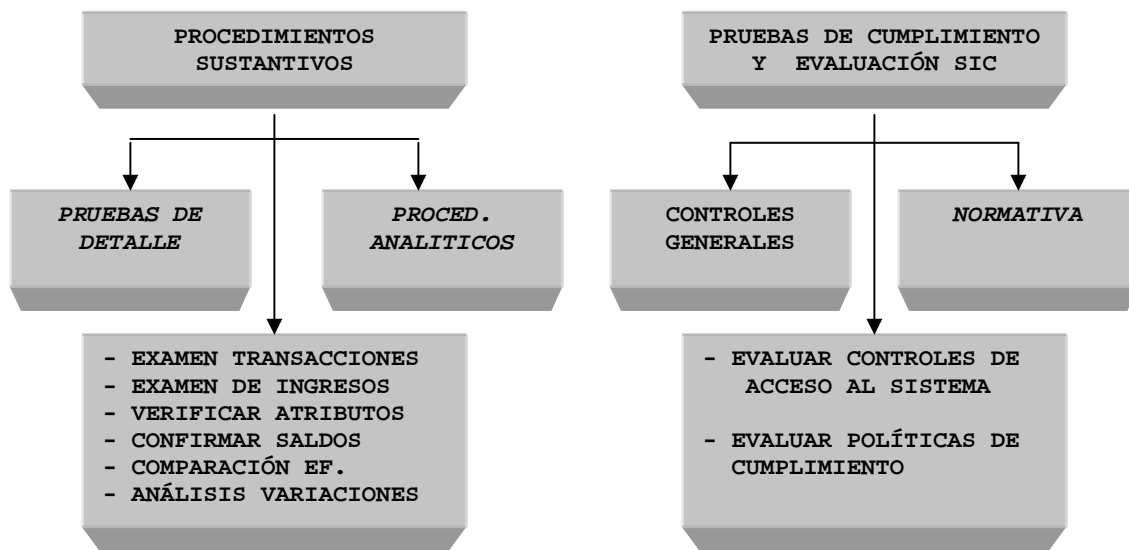 PROCEDIMIENTOS
SUSTANTIVOS
PRUEBAS DE
DETALLE
PROCED.
ANALITICOS
- EXAMEN TRANSACCIONES
- EXAMEN DE INGRESOS
- VERIFICAR ATRIBUTOS
- CONFIRMAR SALDOS
- COMPARACIÓN EF.
- ANÁLISIS VARIACIONES
PRUEBAS DE CUMPLIMIENTO
Y EVALUACIÓN SIC
CONTROLES
GENERALES
NORMATIVA
- EVALUAR CONTROLES DE
ACCESO AL SISTEMA
- EVALUAR POLÍTICAS DE
CUMPLIMIENTO